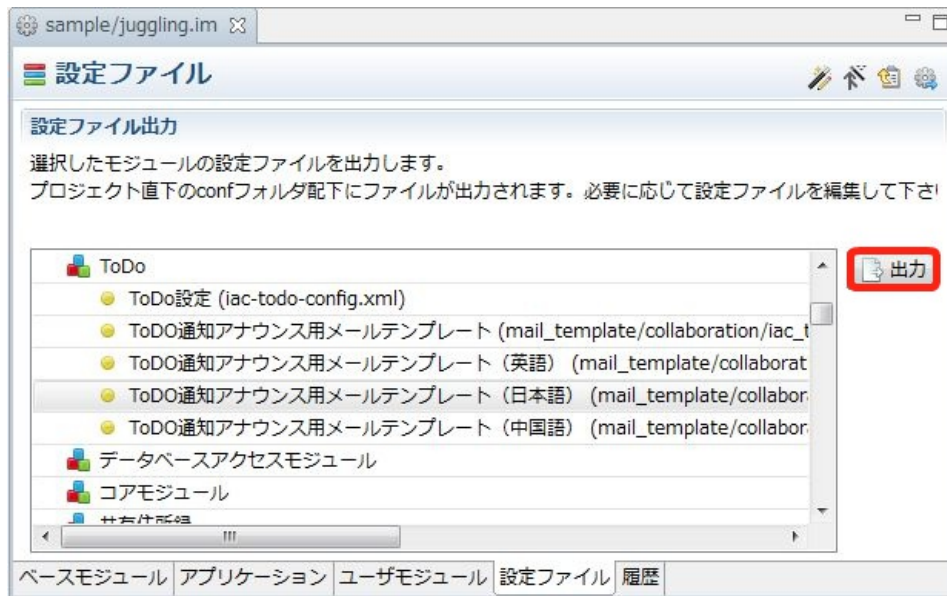 sample/juggling.im
設定ファイル
設定ファイル出力
選択したモジュールの設定ファイルを出力します。
プロジェクト直下のconfフォルダ配下にファイルが出力されます。必要に応じて設定ファイルを編集して下さ
ToDo
出力
ToDo設定 (iac-todo-config.xml)
ToDO通知アナウンス用メールテンプレート (mail_template/collaboration/iac_t
ToDO通知アナウンス用メールテンプレート（英語） (mail_template/collaborat
ToDO通知アナウンス用メールテンプレート（日本語） (mail_template/collabor
ToDO通知アナウンス用メールテンプレート（中国語） (mail_template/collabor
データベースアクセスモジュール
コアモジュール
共有住所録
ベースモジュール アプリケーション ユーザモジュール 設定ファイル 履歴